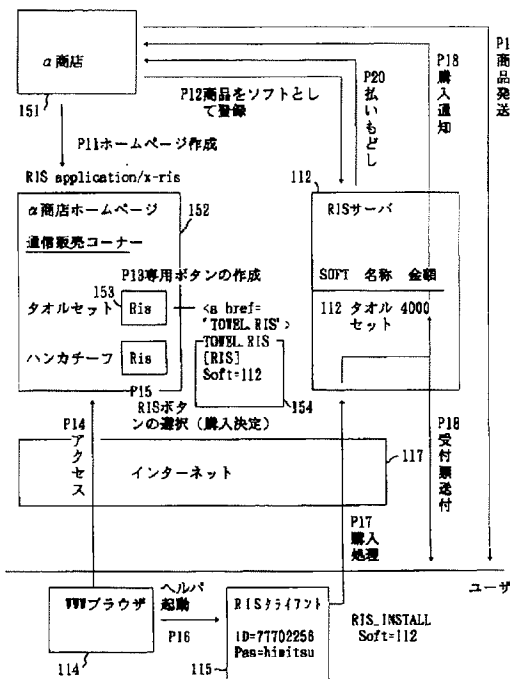 α商店
151
P11ホームページ作成
P12商品をソフトとし
て登録
P20
払いもどし
P18
購入通知
P1
商品発送
RIS application/x-ris
α商店ホームページ
通信販売コーナー
152
P13専用ボタンの作成
153
タオルセット
Ris
ハンカチーフ
Ris
<a href=
'TOWEL.RIS'>
TOWEL.RIS
[RIS]
Soft=112
154
P15
RISボタ
ンの選択（購入決定）
112
RISサーバ
SOFT 名称 金額
112 タオル 4000
セット
P14
アクセス
インターネット
117
P17
購入
処理
P18
受付票送付
ユーザ
WWWブラウザ
114
ヘルパ
起動
P16
RISクライアント
ID=77702256
Pas=himitsu
115
RIS_INSTALL
Soft=112